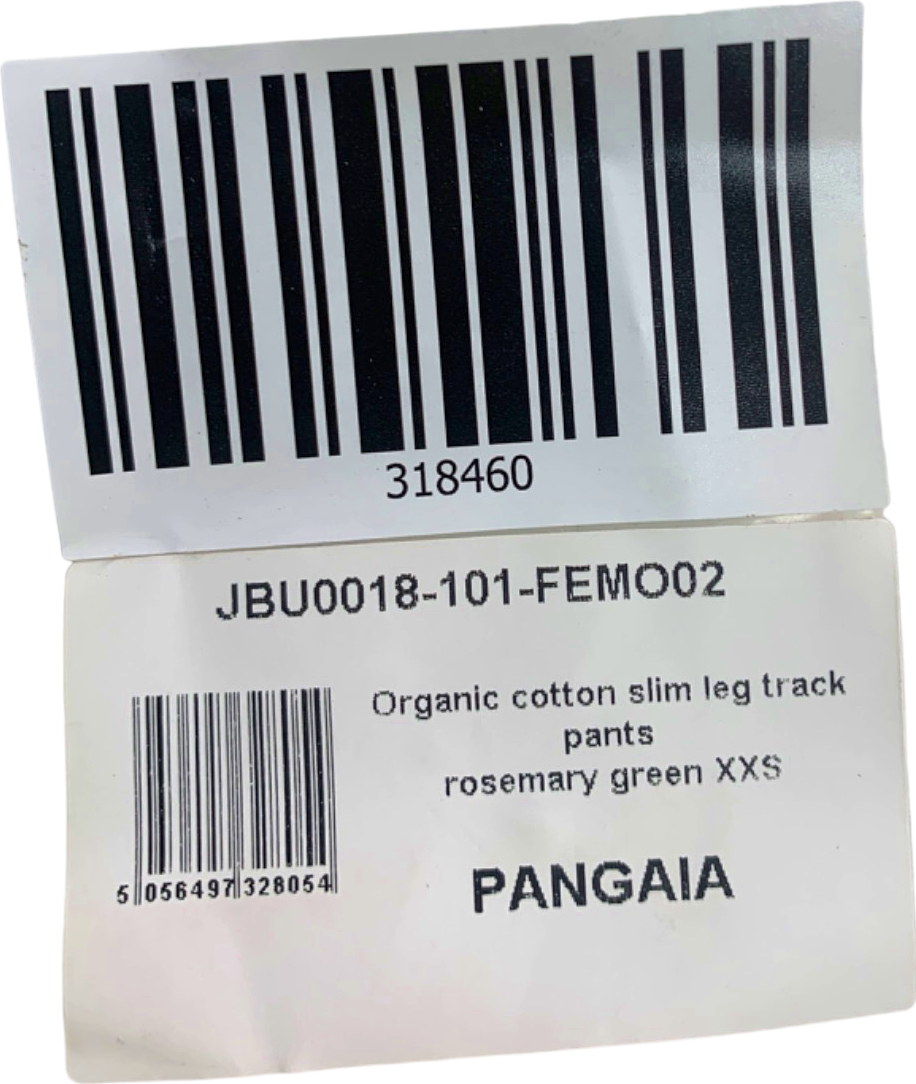 318460
JBU0018-101-FEMO02
Organic cotton slim leg track
pants
rosemary green XXS
5 056497 328054
PANGAIA